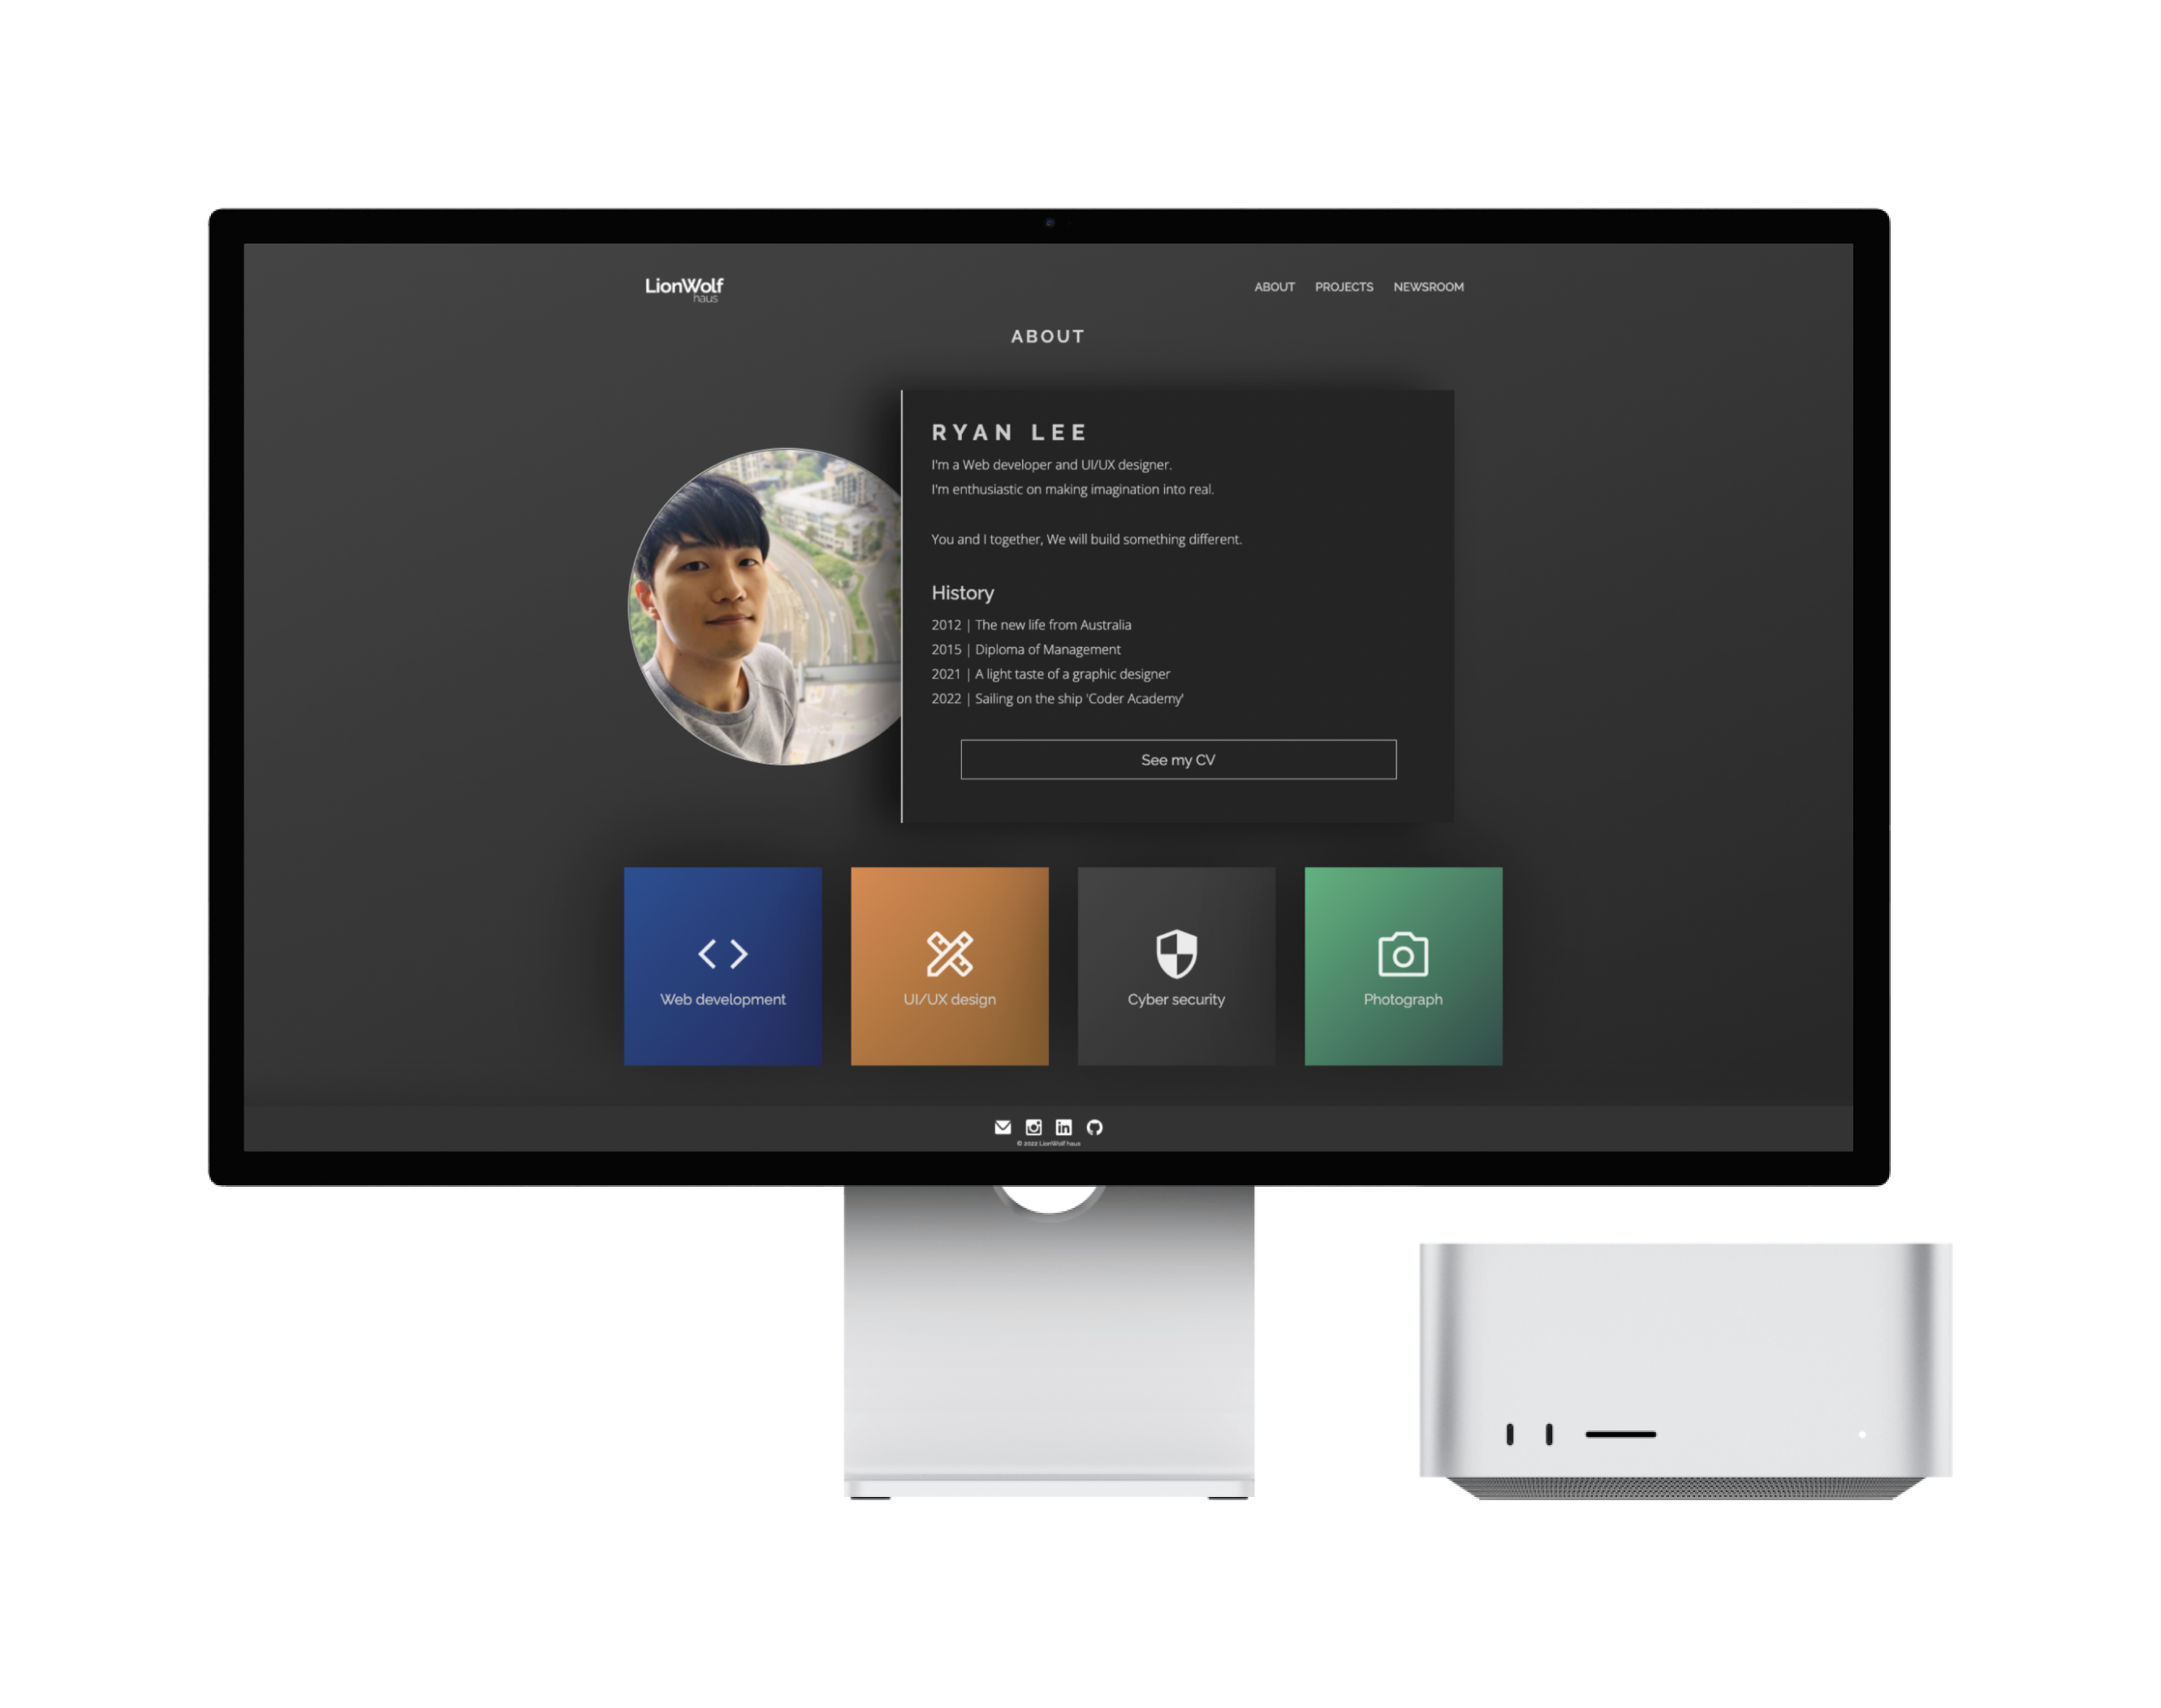 LionWolf
haus
ABOUT PROJECTS NEWSROOM
ABOUT
RYAN LEE
I'm a Web developer and UI/UX designer.
I'm enthusiastic on making imagination into real.
You and I together, We will build something different.
History
2012 | The new life from Australia
2015 | Diploma of Management
2021 | A light taste of a graphic designer
2022 | Sailing on the ship 'Coder Academy'
See my CV
Web development
UI/UX design
Cyber security
Photograph
in
© 2022 LionWolf haus